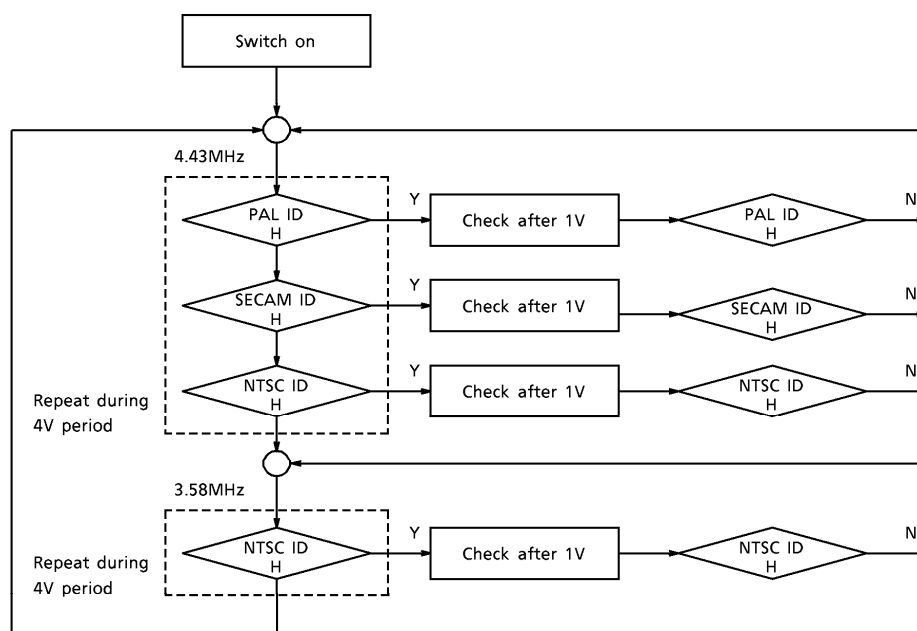 Switch on
4.43MHz
PAL ID
H
Y
Check after 1V
PAL ID
H
N
SECAM ID
H
Y
Check after 1V
SECAM ID
H
N
NTSC ID
H
Y
Check after 1V
NTSC ID
H
N
Repeat during
4V period
3.58MHz
NTSC ID
H
Y
Check after 1V
NTSC ID
H
N
Repeat during
4V period